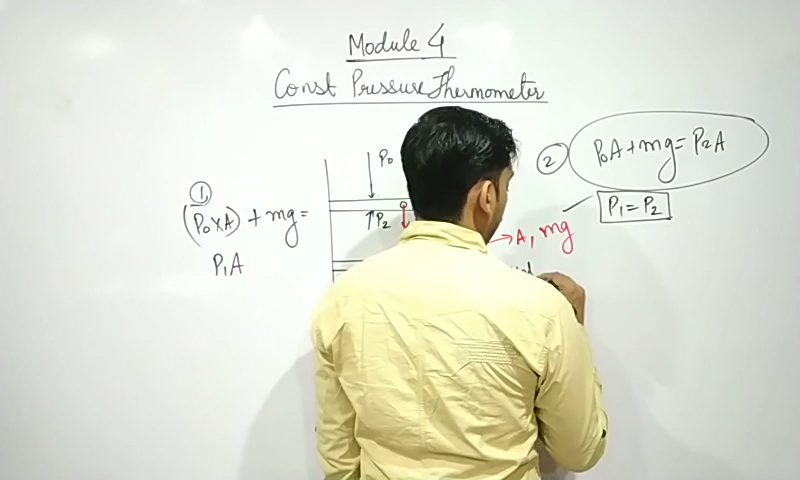 Module 4
Const Pressure Thermometer
1,
(P₀×A) + mg =
P₁A
P₀
↑P₂
→A, mg
2
P₀A+mg = P₂A
P₁ = P₂